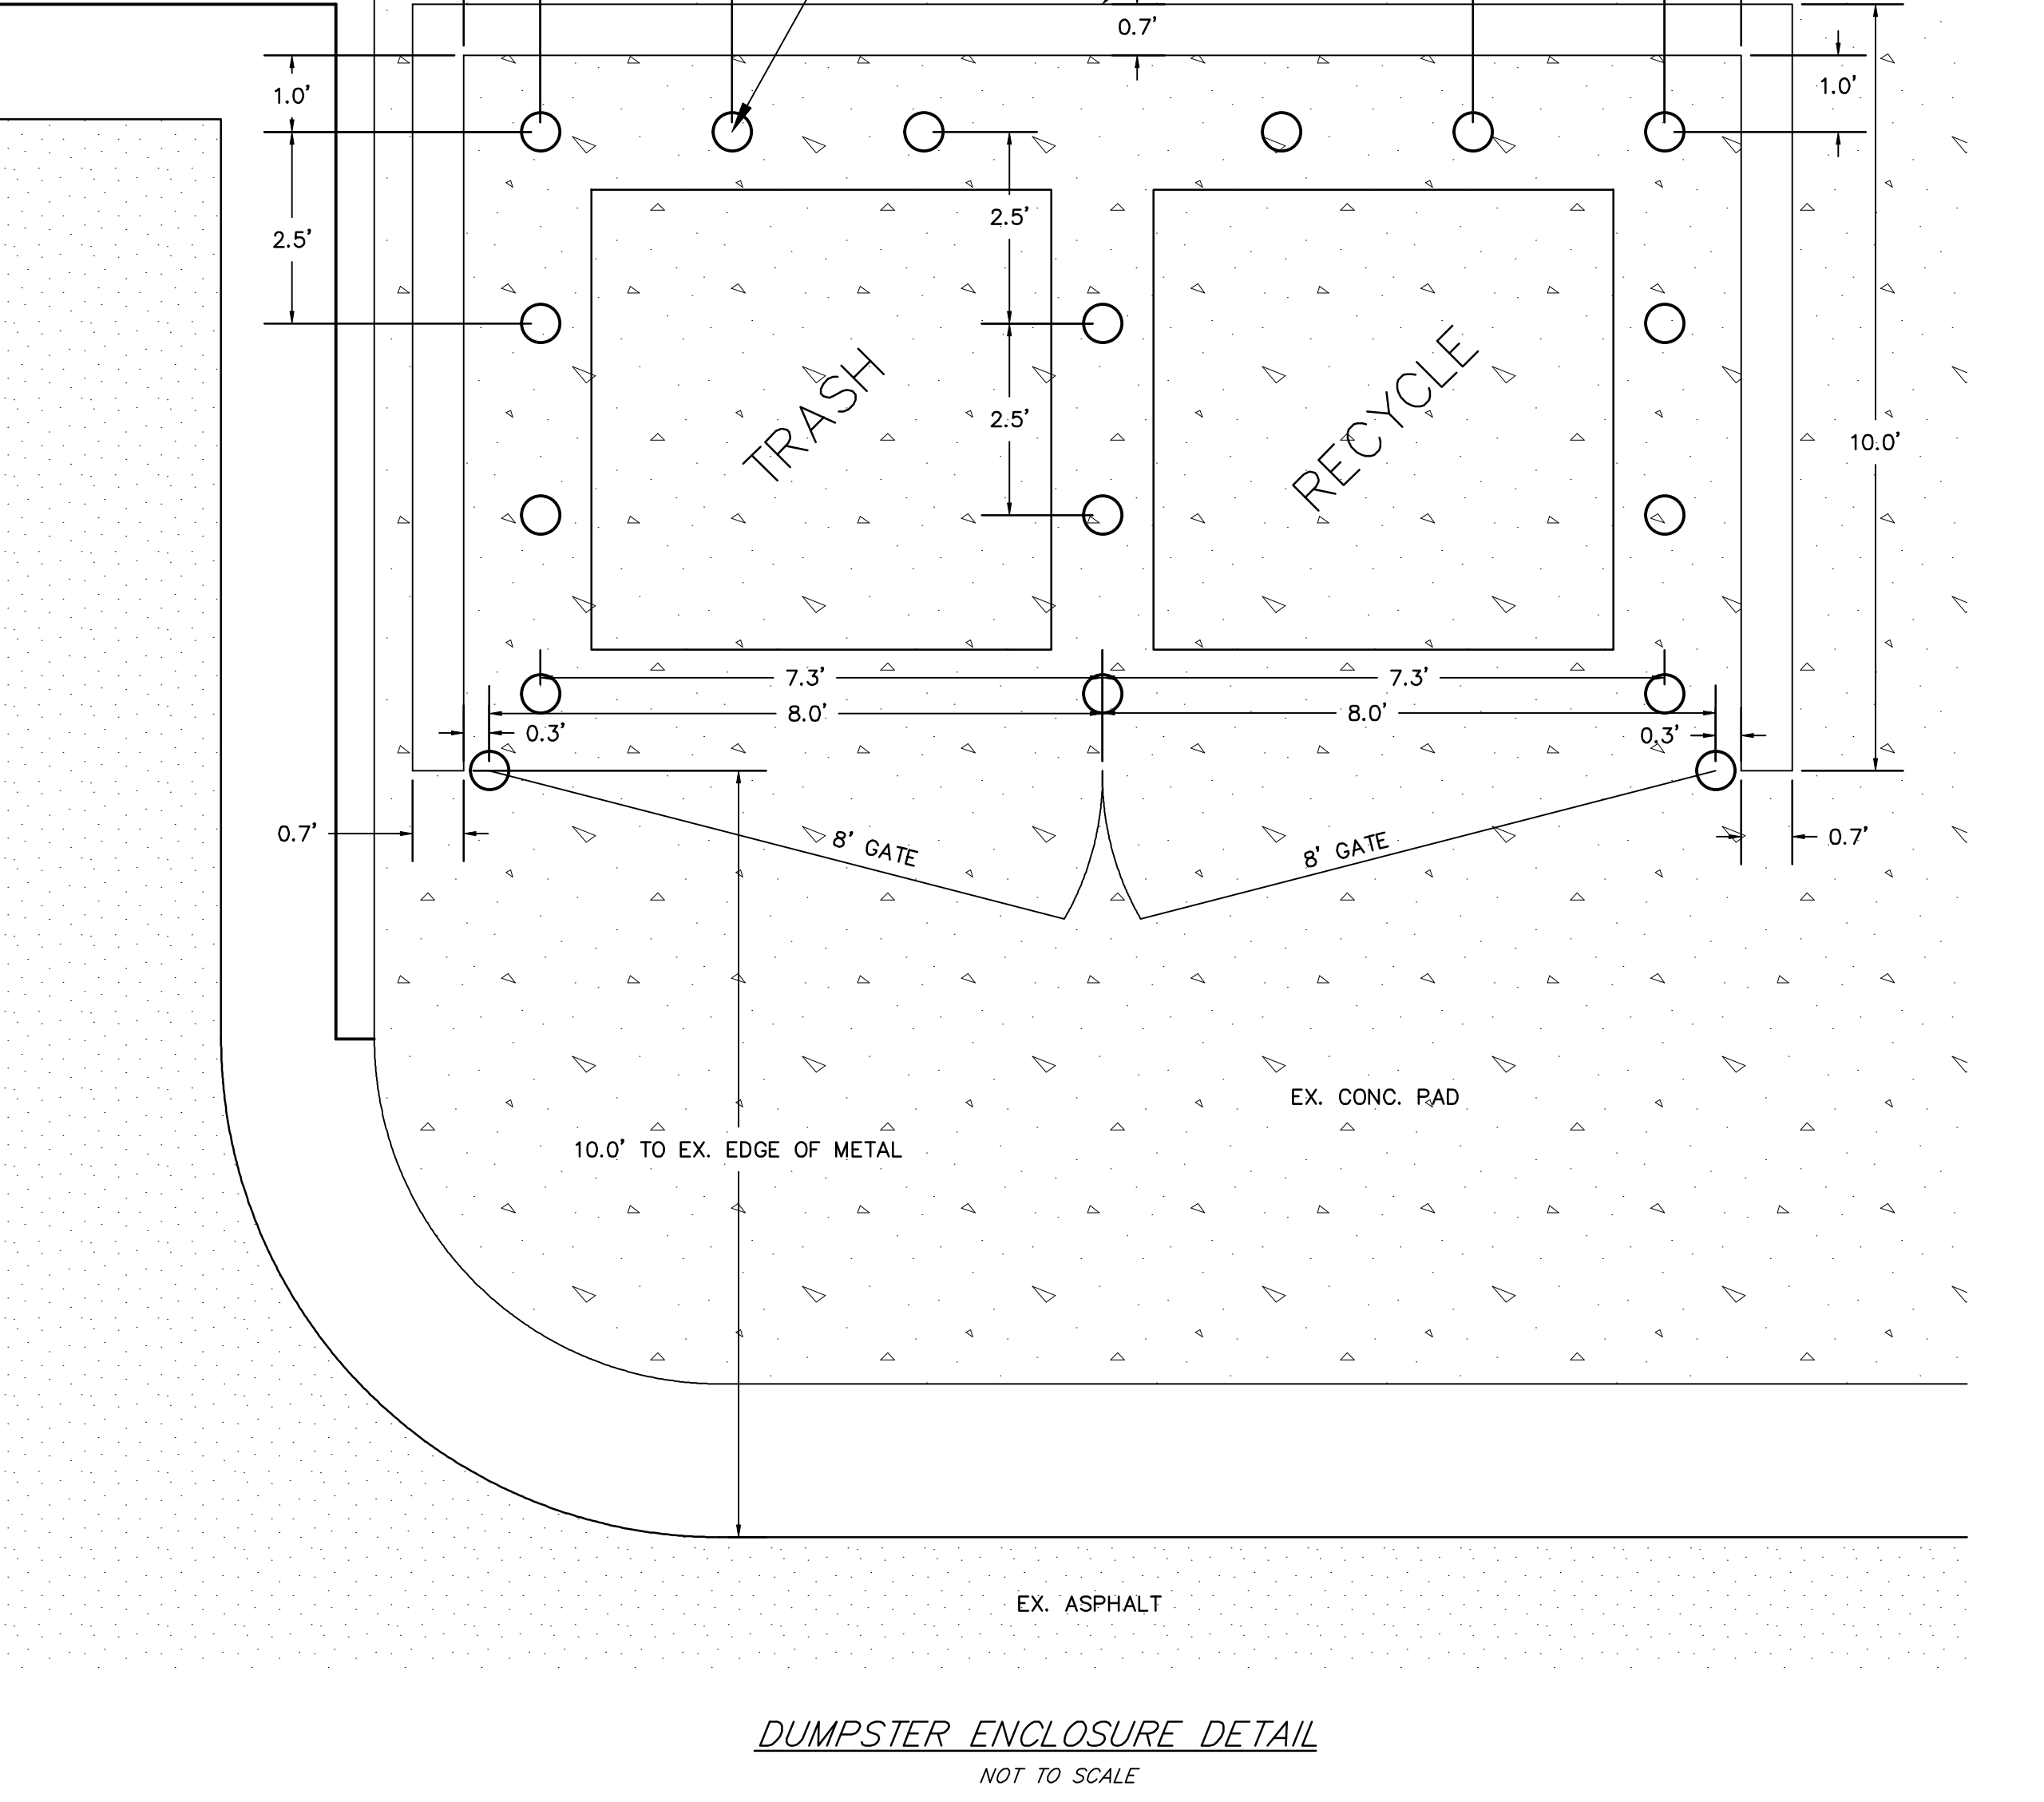 0.7'
1.0'
1.0'
2.5'
2.5'
TRASH
RECYCLE
2.5'
10.0'
7.3'
7.3'
8.0'
8.0'
0.3'
0.3'
0.7'
8' GATE
8' GATE
0.7'
EX. CONC. PAD
10.0' TO EX. EDGE OF METAL
EX. ASPHALT
DUMPSTER ENCLOSURE DETAIL
NOT TO SCALE